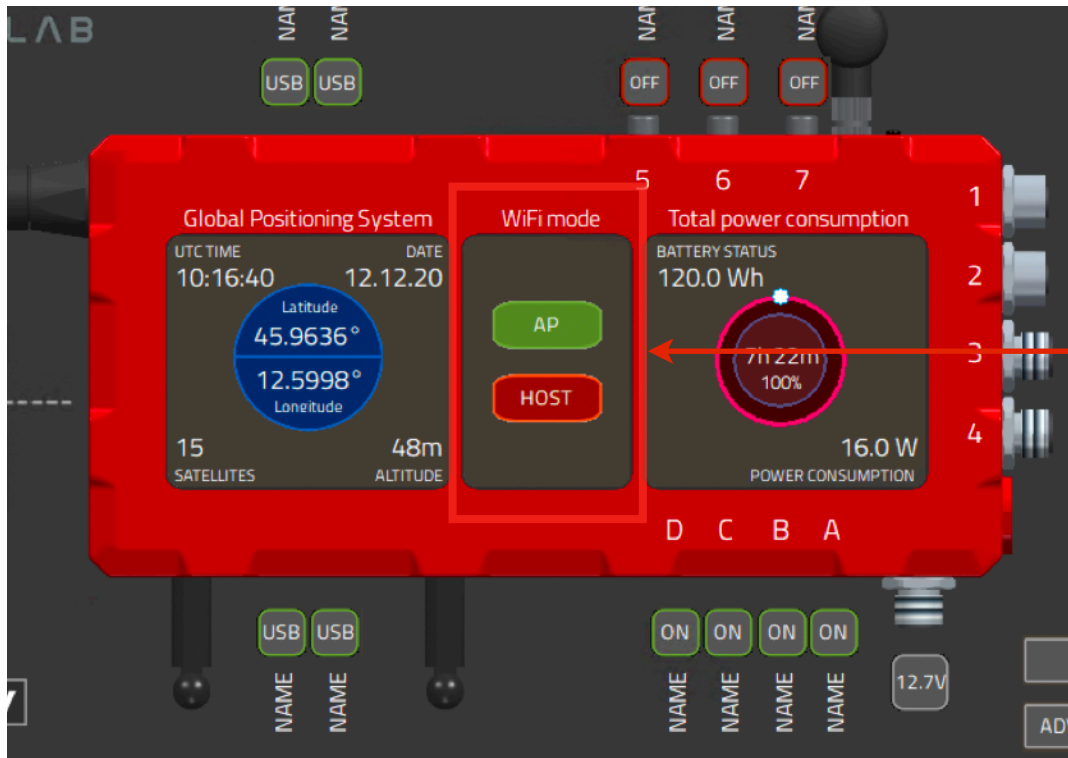 LAB
NAM NAM NAM NAM NAM
USB USB OFF OFF OFF
5 6 7
1
Global Positioning System WiFi mode Total power consumption
UTC TIME DATE BATTERY STATUS
10:16:40 12.12.20 120.0 Wh
2
Latitude
45.9636°
AP
3
7h 22m
12.5998°
100%
Longitude
HOST
4
15 48m 16.0 W
SATELLITES ALTITUDE POWER CONSUMPTION
D C B A
USB USB ON ON ON ON
NAME NAME NAME NAME NAME NAME
12.7V
ADV